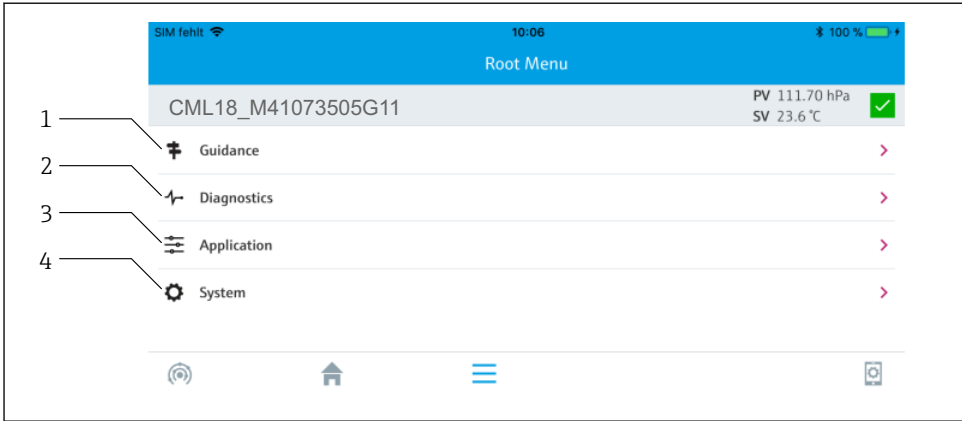 SIM fehlt 10:06 100 %
Root Menu
CML18_M41073505G11
PV 111.70 hPa
SV 23.6 °C
1
Guidance
2
Diagnostics
3
Application
4
System